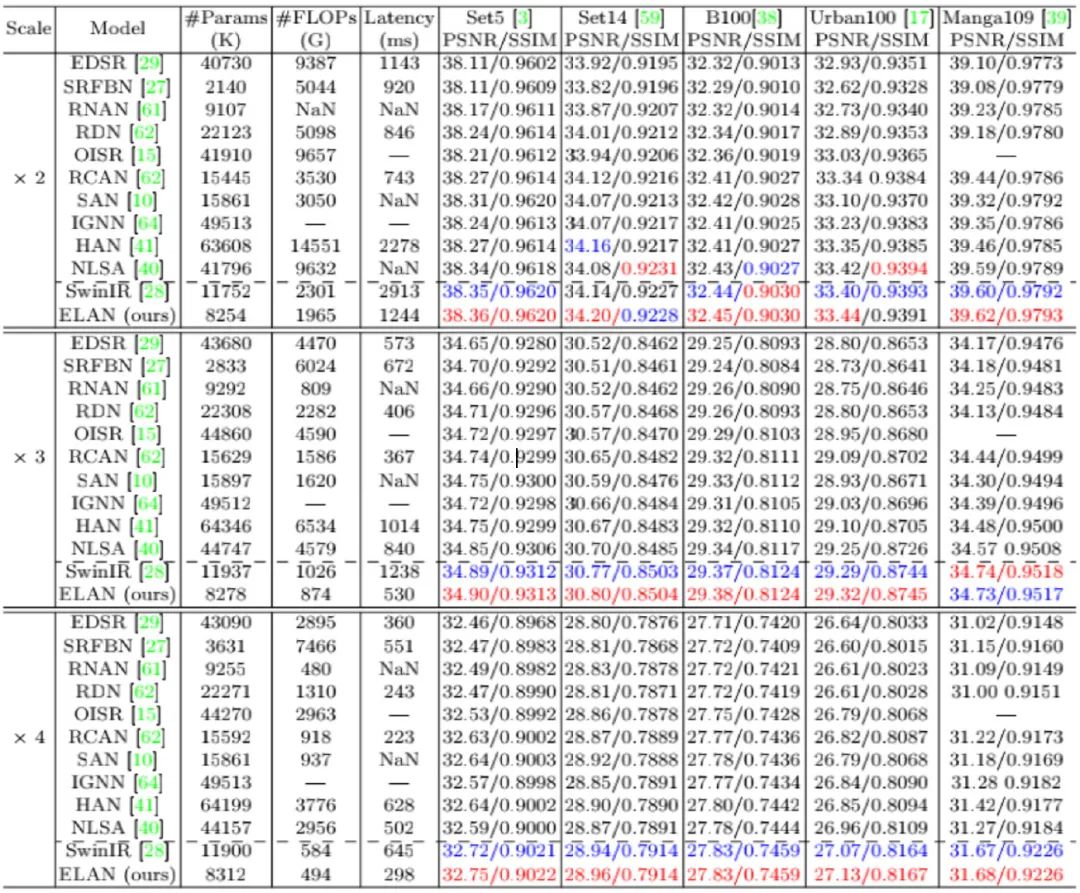 Scale Model #Params (K) #FLOPs (G) Latency (ms) Set5 [3] PSNR/SSIM Set14 [59] PSNR/SSIM B100[38] PSNR/SSIM Urban100 [17] PSNR/SSIM Manga109 [39] PSNR/SSIM
× 2
EDSR [29] 40730 9387 1143 38.11/0.9602 33.92/0.9195 32.32/0.9013 32.93/0.9351 39.10/0.9773
SRFBN [27] 2140 5044 920 38.11/0.9609 33.82/0.9196 32.29/0.9010 32.62/0.9328 39.08/0.9779
RNAN [61] 9107 NaN NaN 38.17/0.9611 33.87/0.9207 32.32/0.9014 32.73/0.9340 39.23/0.9785
RDN [62] 22123 5098 846 38.24/0.9614 34.01/0.9212 32.34/0.9017 32.89/0.9353 39.18/0.9780
OISR [15] 41910 9657 — 38.21/0.9612 33.94/0.9206 32.36/0.9019 33.03/0.9365 —
RCAN [62] 15445 3530 743 38.27/0.9614 34.12/0.9216 32.41/0.9027 33.34 0.9384 39.44/0.9786
SAN [10] 15861 3050 NaN 38.31/0.9620 34.07/0.9213 32.42/0.9028 33.10/0.9370 39.32/0.9792
IGNN [64] 49513 — — 38.24/0.9613 34.07/0.9217 32.41/0.9025 33.23/0.9383 39.35/0.9786
HAN [41] 63608 14551 2278 38.27/0.9614 34.16/0.9217 32.41/0.9027 33.35/0.9385 39.46/0.9785
NLSA [40] 41796 9632 NaN 38.34/0.9618 34.08/0.9231 32.43/0.9027 33.42/0.9394 39.59/0.9789
SwinIR [28] 11752 2301 2913 38.35/0.9620 34.14/0.9227 32.44/0.9030 33.40/0.9393 39.60/0.9792
ELAN (ours) 8254 1965 1244 38.36/0.9620 34.20/0.9228 32.45/0.9030 33.44/0.9391 39.62/0.9793
× 3
EDSR [29] 43680 4470 573 34.65/0.9280 30.52/0.8462 29.25/0.8093 28.80/0.8653 34.17/0.9476
SRFBN [27] 2833 6024 672 34.70/0.9292 30.51/0.8461 29.24/0.8084 28.73/0.8641 34.18/0.9481
RNAN [61] 9292 809 NaN 34.66/0.9290 30.52/0.8462 29.26/0.8090 28.75/0.8646 34.25/0.9483
RDN [62] 22308 2282 406 34.71/0.9296 30.57/0.8468 29.26/0.8093 28.80/0.8653 34.13/0.9484
OISR [15] 44860 4590 — 34.72/0.9297 30.57/0.8470 29.29/0.8103 28.95/0.8680 —
RCAN [62] 15629 1586 367 34.74/0.9299 30.65/0.8482 29.32/0.8111 29.09/0.8702 34.44/0.9499
SAN [10] 15897 1620 NaN 34.75/0.9300 30.59/0.8476 29.33/0.8112 28.93/0.8671 34.30/0.9494
IGNN [64] 49512 — — 34.72/0.9298 30.66/0.8484 29.31/0.8105 29.03/0.8696 34.39/0.9496
HAN [41] 64346 6534 1014 34.75/0.9299 30.67/0.8483 29.32/0.8110 29.10/0.8705 34.48/0.9500
NLSA [40] 44747 4579 840 34.85/0.9306 30.70/0.8485 29.34/0.8117 29.25/0.8726 34.57 0.9508
SwinIR [28] 11937 1026 1238 34.89/0.9312 30.77/0.8503 29.37/0.8124 29.29/0.8744 34.74/0.9518
ELAN (ours) 8278 874 530 34.90/0.9313 30.80/0.8504 29.38/0.8124 29.32/0.8745 34.73/0.9517
× 4
EDSR [29] 43090 2895 360 32.46/0.8968 28.80/0.7876 27.71/0.7420 26.64/0.8033 31.02/0.9148
SRFBN [27] 3631 7466 551 32.47/0.8983 28.81/0.7868 27.72/0.7409 26.60/0.8015 31.15/0.9160
RNAN [61] 9255 480 NaN 32.49/0.8982 28.83/0.7878 27.72/0.7421 26.61/0.8023 31.09/0.9149
RDN [62] 22271 1310 243 32.47/0.8990 28.81/0.7871 27.72/0.7419 26.61/0.8028 31.00 0.9151
OISR [15] 44270 2963 — 32.53/0.8992 28.86/0.7878 27.75/0.7428 26.79/0.8068 —
RCAN [62] 15592 918 223 32.63/0.9002 28.87/0.7889 27.77/0.7436 26.82/0.8087 31.22/0.9173
SAN [10] 15861 937 NaN 32.64/0.9003 28.92/0.7888 27.78/0.7436 26.79/0.8068 31.18/0.9169
IGNN [64] 49513 — — 32.57/0.8998 28.85/0.7891 27.77/0.7434 26.84/0.8090 31.28 0.9182
HAN [41] 64199 3776 628 32.64/0.9002 28.90/0.7890 27.80/0.7442 26.85/0.8094 31.42/0.9177
NLSA [40] 44157 2956 502 32.59/0.9000 28.87/0.7891 27.78/0.7444 26.96/0.8109 31.27/0.9184
SwinIR [28] 11900 584 645 32.72/0.9021 28.94/0.7914 27.83/0.7459 27.07/0.8164 31.67/0.9226
ELAN (ours) 8312 494 298 32.75/0.9022 28.96/0.7914 27.83/0.7459 27.13/0.8167 31.68/0.9226